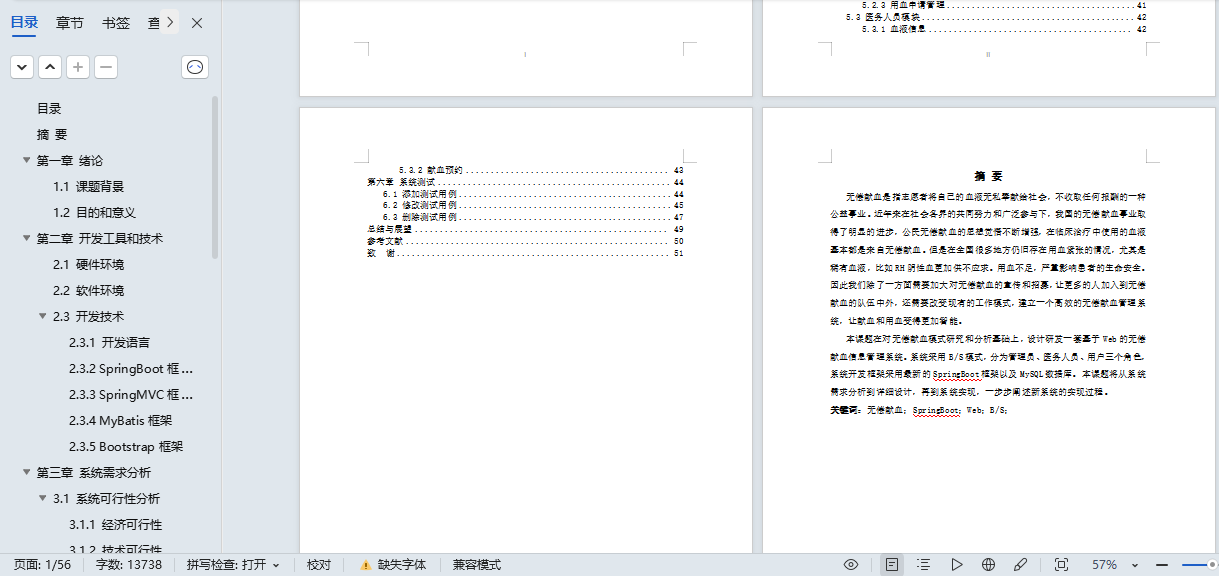 目录 章节 书签 查
目录
摘 要
第一章 绪论
1.1 课题背景
1.2 目的和意义
第二章 开发工具和技术
2.1 硬件环境
2.2 软件环境
2.3 开发技术
2.3.1 开发语言
2.3.2 SpringBoot 框 ...
2.3.3 SpringMVC 框 ...
2.3.4 MyBatis 框架
2.3.5 Bootstrap 框架
第三章 系统需求分析
3.1 系统可行性分析
3.1.1 经济可行性
3.1.2 技术可行性
I
5.2.3 用血申请管理 41
5.3 医务人员模块 42
5.3.1 血液信息 42
II
5.3.2 献血预约 43
第六章 系统测试 44
6.1 添加测试用例 44
6.2 修改测试用例 45
6.3 删除测试用例 47
总结与展望 49
参考文献 50
致 谢 51
摘 要
无偿献血是指志愿者将自己的血液无私奉献给社会，不收取任何报酬的一种
公益事业。近年来在社会各界的共同努力和广泛参与下，我国的无偿献血事业取
得了明显的进步，公民无偿献血的思想觉悟不断增强，在临床治疗中使用的血液
基本都是来自无偿献血。但是在全国很多地方仍旧存在用血紧张的情况，尤其是
稀有血液，比如 RH 阴性血更加供不应求。用血不足，严重影响患者的生命安全。
因此我们除了一方面需要加大对无偿献血的宣传和招募，让更多的人加入到无偿
献血的队伍中外，还需要改变现有的工作模式，建立一个高效的无偿献血管理系
统，让献血和用血变得更加智能。
本课题在对无偿献血模式研究和分析基础上，设计研发一套基于 Web 的无偿
献血信息管理系统。系统采用 B/S 模式，分为管理员、医务人员、用户三个角色，
系统开发框架采用最新的 SpringBoot 框架以及 MySQL 数据库。本课题将从系统
需求分析到详细设计，再到系统实现，一步步阐述新系统的实现过程。
关键词：无偿献血；SpringBoot；Web；B/S；
页面: 1/56 字数: 13738 拼写检查: 打开 校对 缺失字体 兼容模式 57%